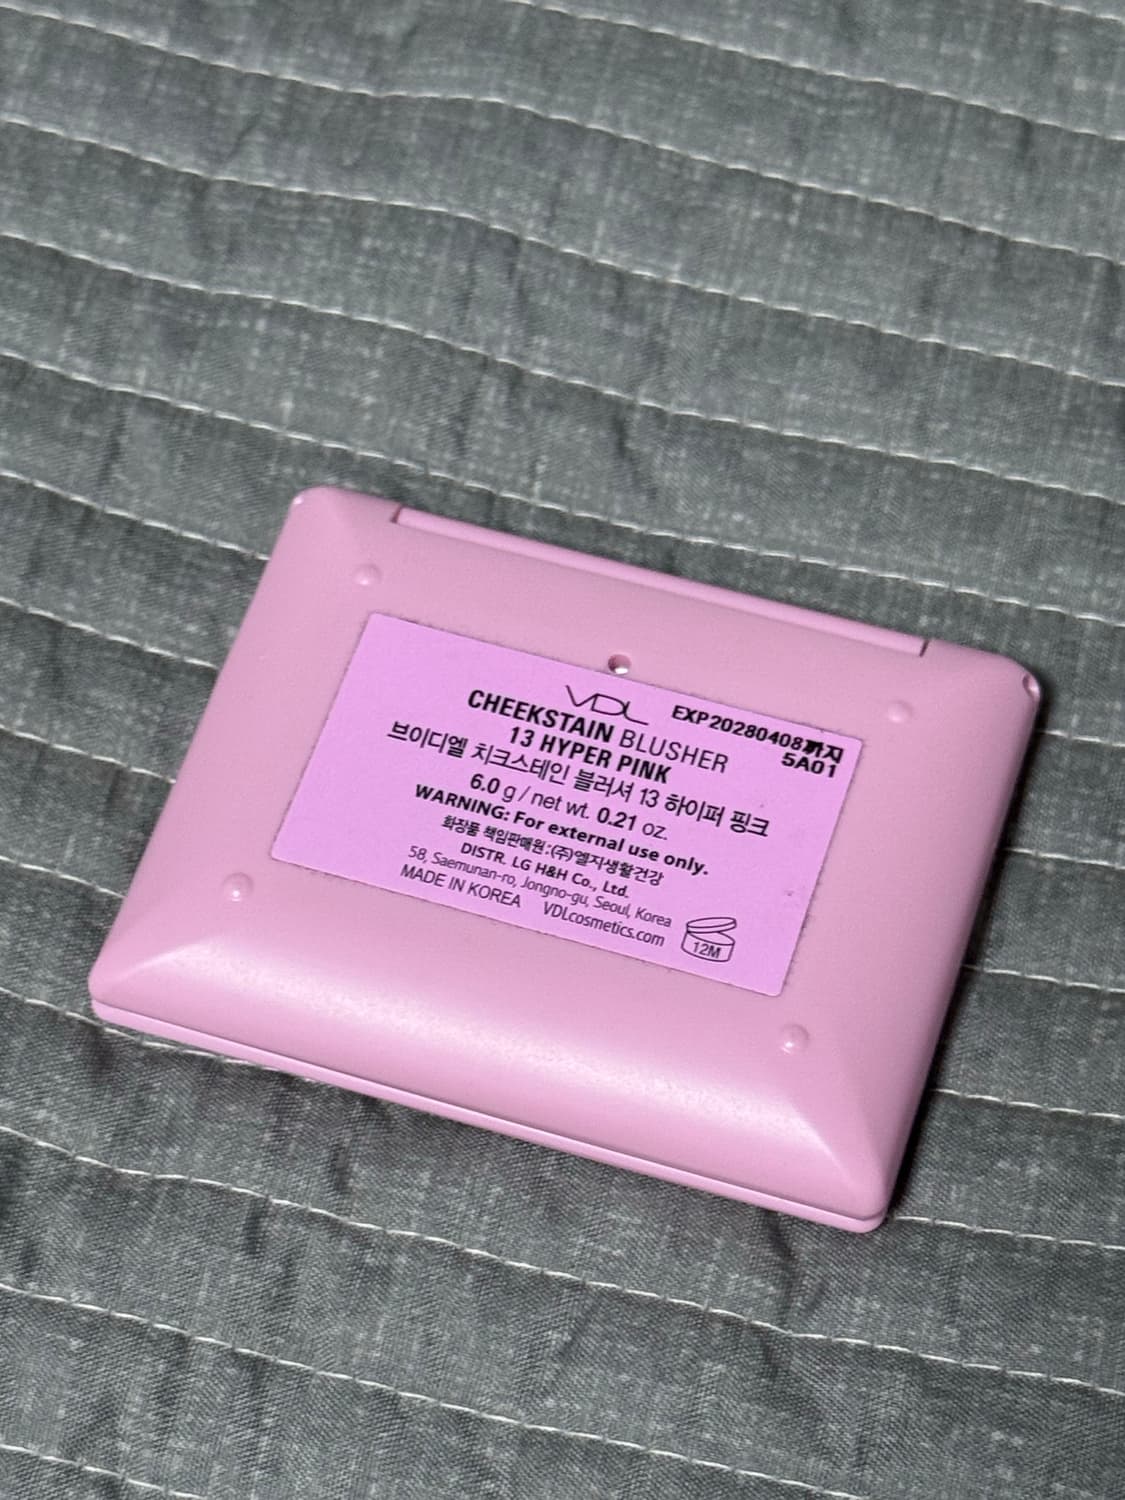 VDL
EXP20280408까지
5A01
CHEEKSTAIN BLUSHER
13 HYPER PINK
브이디엘 치크스테인 블러셔 13 하이퍼 핑크
6.0 g / net wt. 0.21 oz.
WARNING: For external use only.
화장품책임판매원:(주)엘지생활건강
DISTR. LG H&H Co., Ltd.
58, Saemunan-ro, Jongno-gu, Seoul, Korea
MADE IN KOREA VDLcosmetics.com
12M